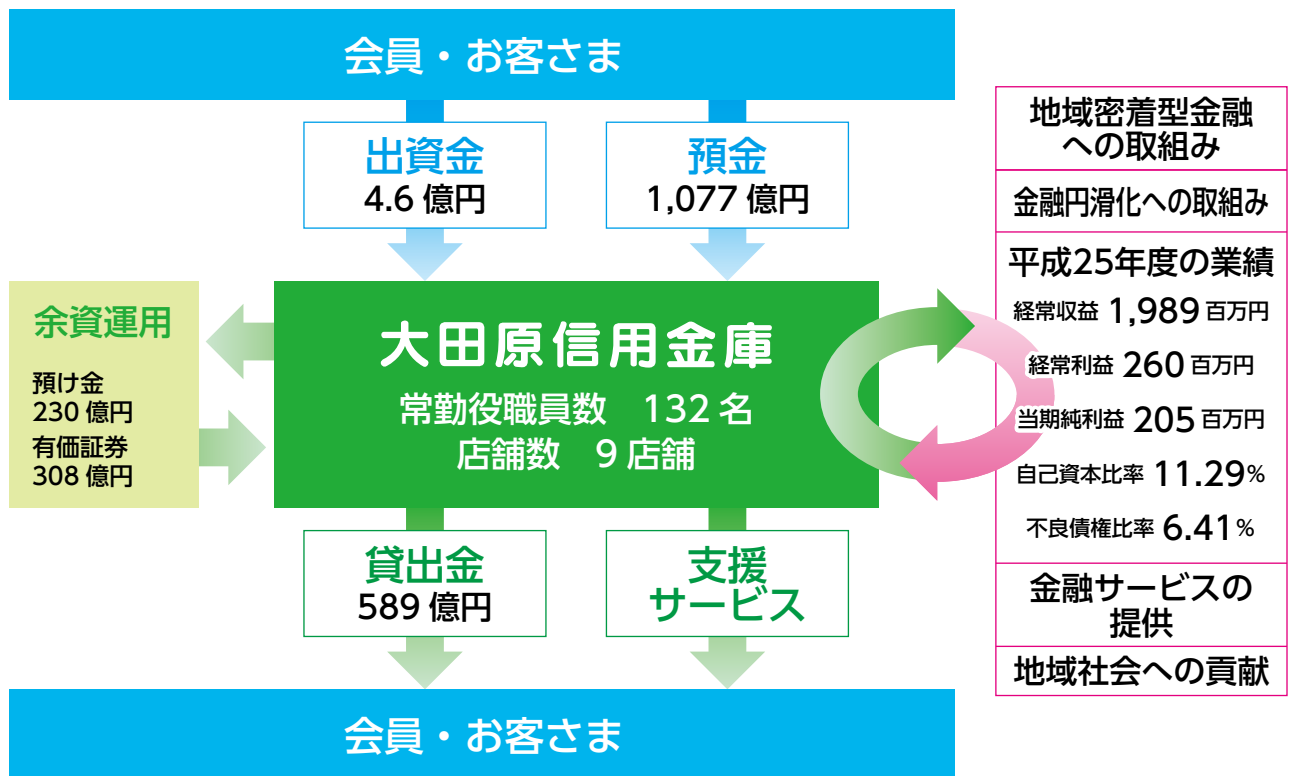 会員・お客さま
出資金
4.6 億円
預金
1,077 億円
余資運用
預け金
230 億円
有価証券
308 億円
大田原信用金庫
常勤役職員数　132 名
店舗数　9 店舗
貸出金
589 億円
支援
サービス
会員・お客さま
地域密着型金融
への取組み
金融円滑化への取組み
平成25年度の業績
経常収益 1,989 百万円
経常利益 260 百万円
当期純利益 205 百万円
自己資本比率 11.29%
不良債権比率 6.41%
金融サービスの
提供
地域社会への貢献